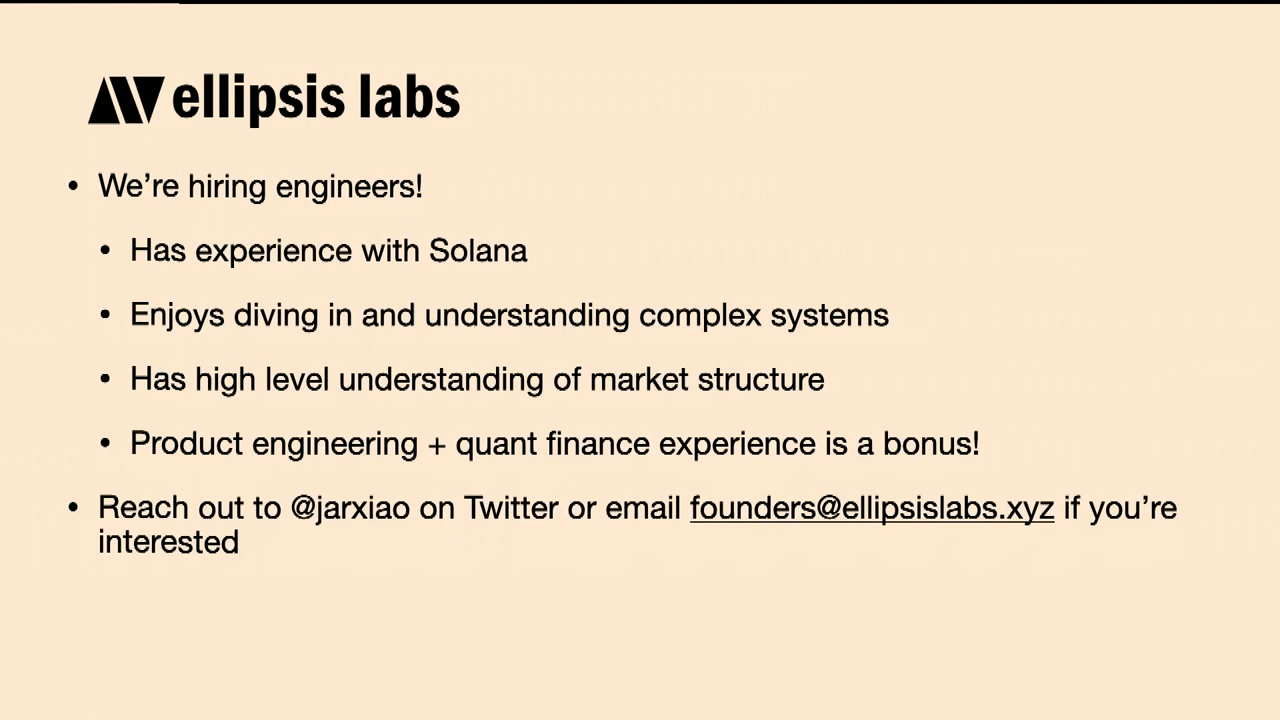 ellipsis labs
• We’re hiring engineers!
• Has experience with Solana
• Enjoys diving in and understanding complex systems
• Has high level understanding of market structure
• Product engineering + quant finance experience is a bonus!
• Reach out to @jarxiao on Twitter or email founders@ellipsislabs.xyz if you’re
interested